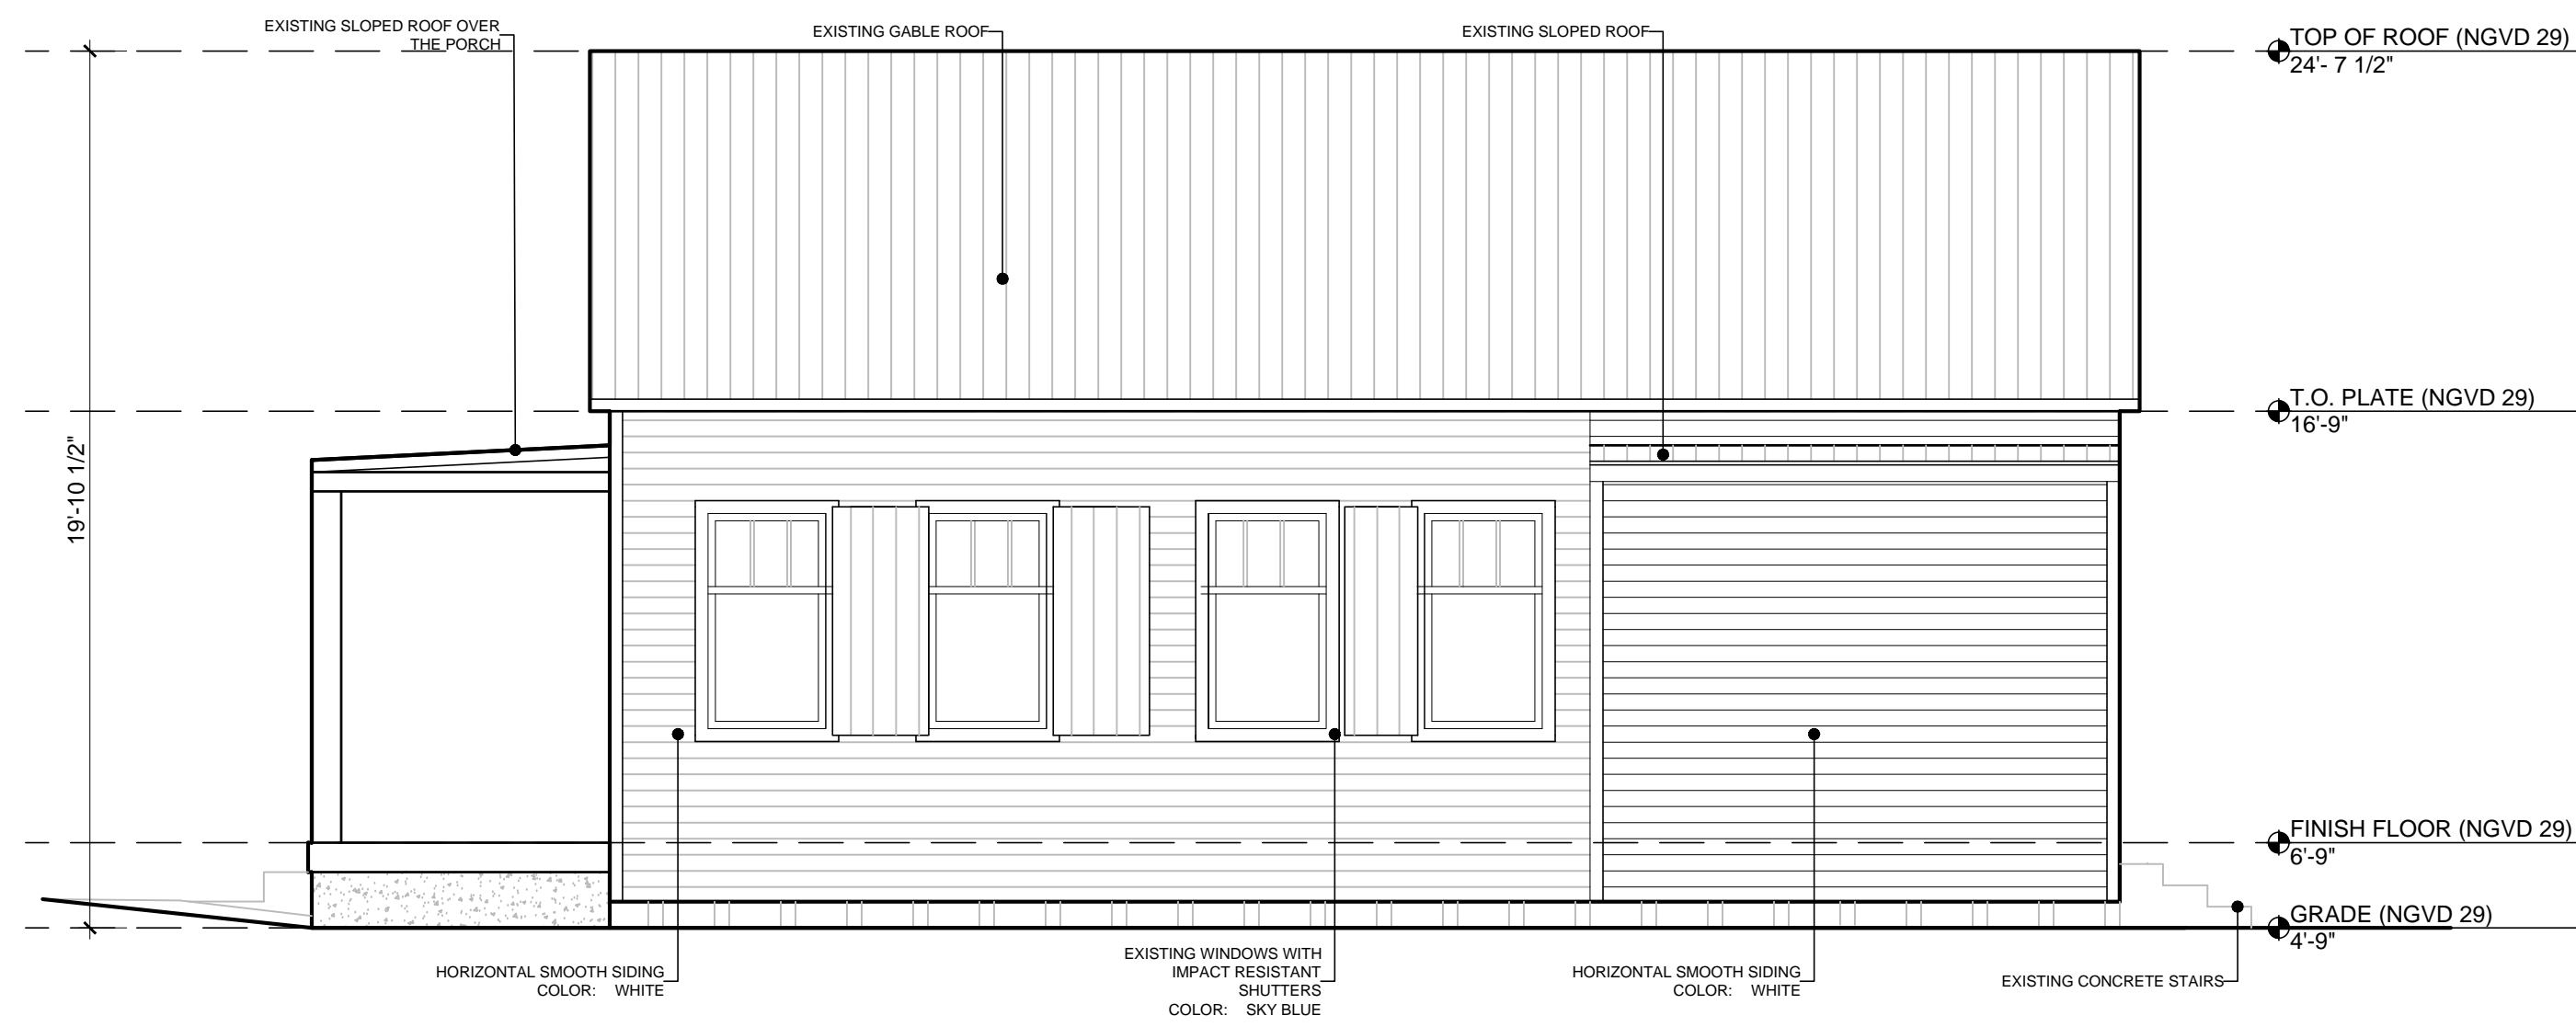 EXISTING SLOPED ROOF OVER
THE PORCH
EXISTING GABLE ROOF
EXISTING SLOPED ROOF
TOP OF ROOF (NGVD 29)
24'- 7 1/2"
T.O. PLATE (NGVD 29)
16'-9"
19'-10 1/2"
FINISH FLOOR (NGVD 29)
6'-9"
GRADE (NGVD 29)
4'-9"
HORIZONTAL SMOOTH SIDING
COLOR: WHITE
EXISTING WINDOWS WITH
IMPACT RESISTANT
SHUTTERS
COLOR: SKY BLUE
HORIZONTAL SMOOTH SIDING
COLOR: WHITE
EXISTING CONCRETE STAIRS